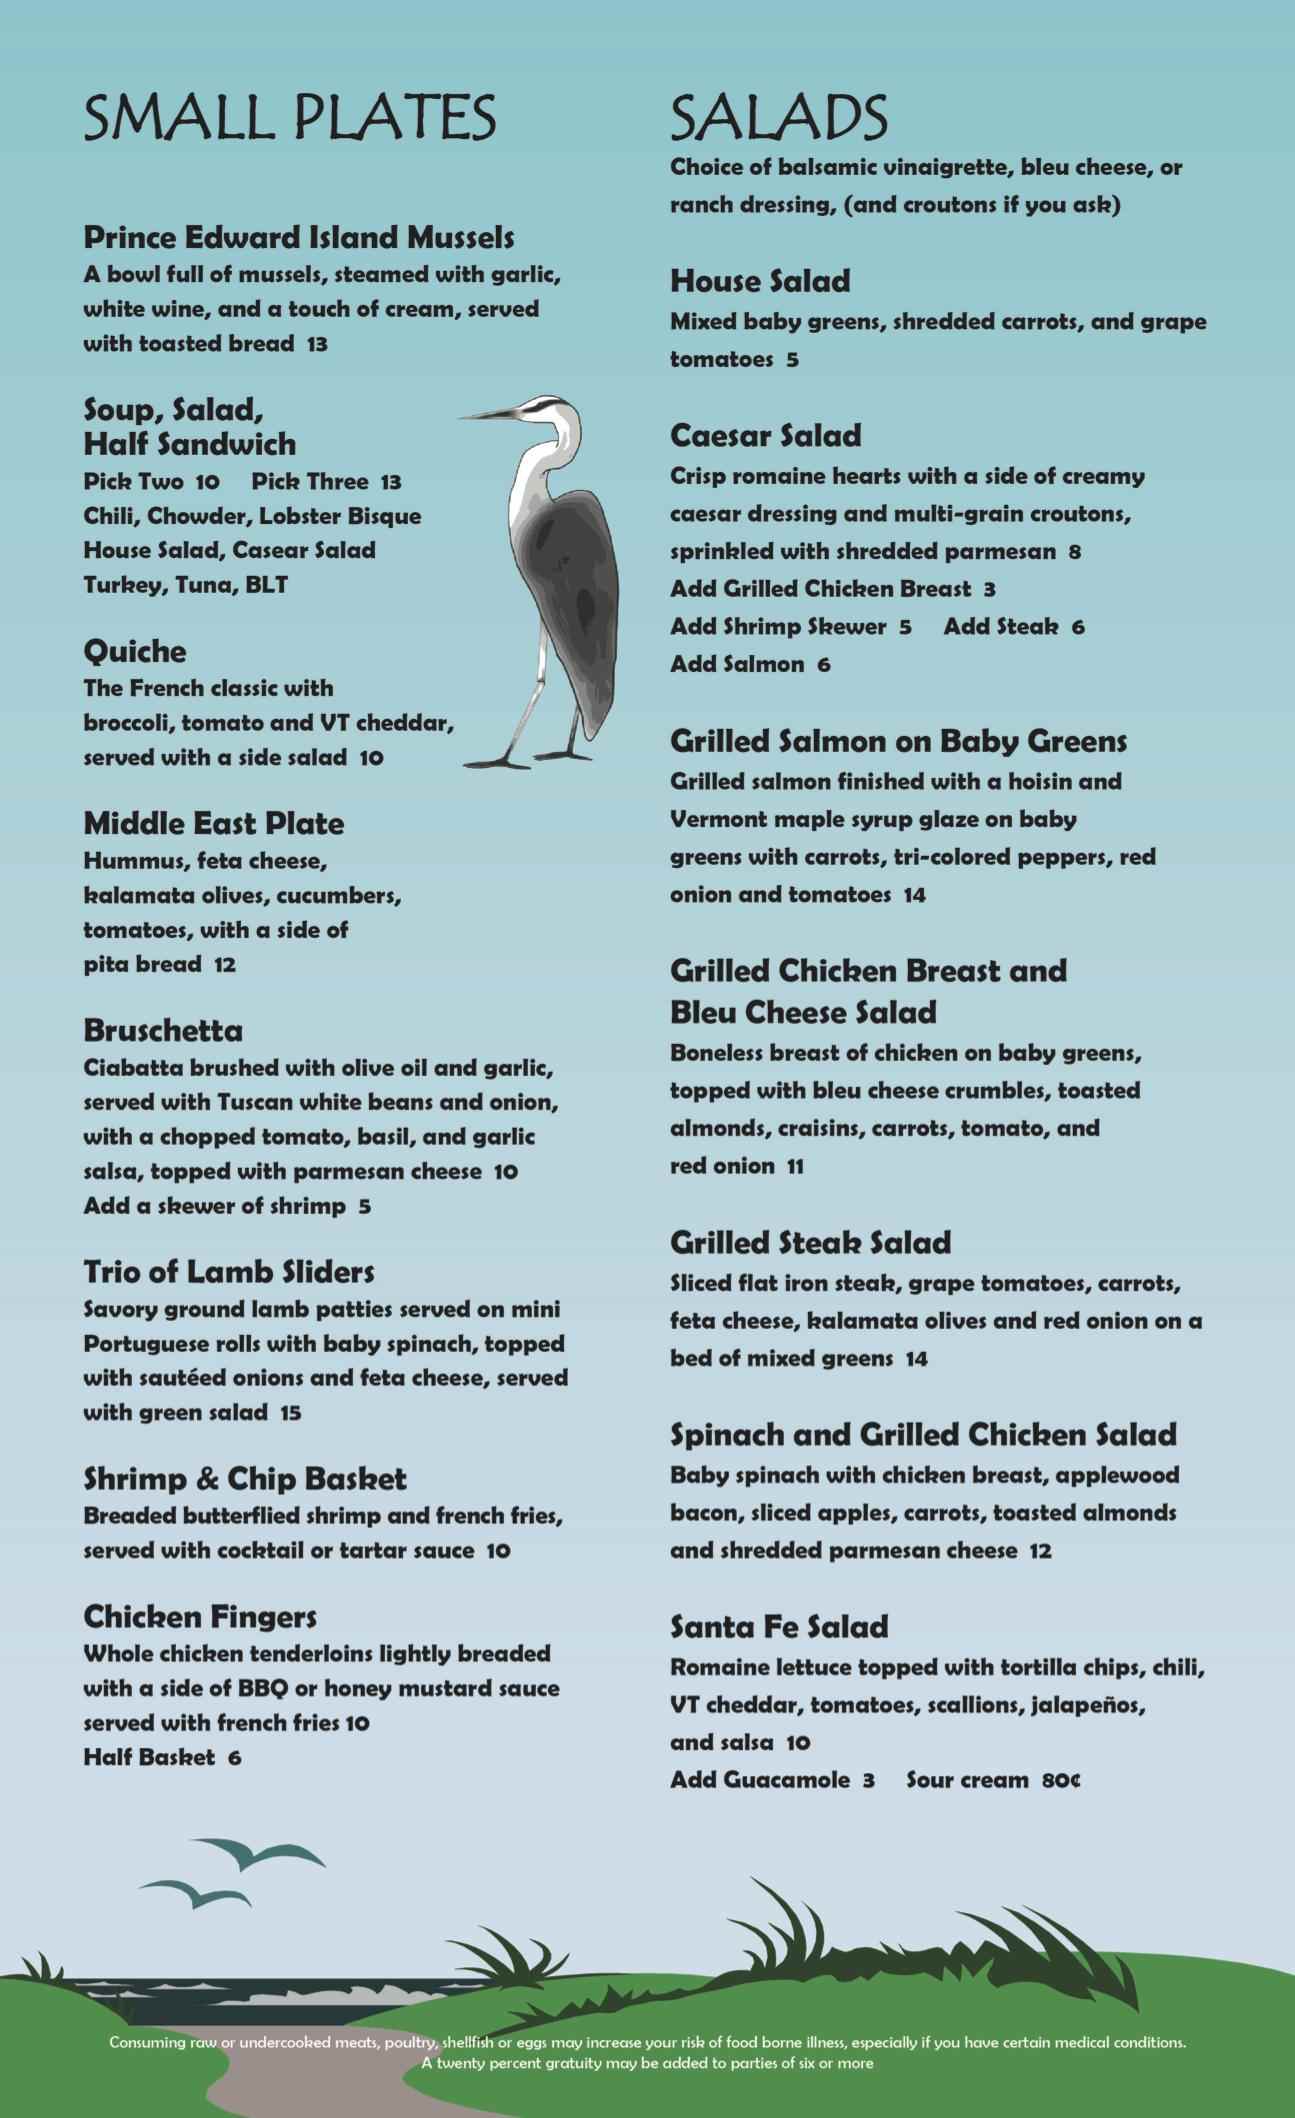 SMALL PLATES
Prince Edward Island Mussels
A bowl full of mussels, steamed with garlic,
white wine, and a touch of cream, served
with toasted bread 13
Soup, Salad,
Half Sandwich
Pick Two 10 Pick Three 13
Chili, Chowder, Lobster Bisque
House Salad, Casear Salad
Turkey, Tuna, BLT
Quiche
The French classic with
broccoli, tomato and VT cheddar,
served with a side salad 10
Middle East Plate
Hummus, feta cheese,
kalamata olives, cucumbers,
tomatoes, with a side of
pita bread 12
Bruschetta
Ciabatta brushed with olive oil and garlic,
served with Tuscan white beans and onion,
with a chopped tomato, basil, and garlic
salsa, topped with parmesan cheese 10
Add a skewer of shrimp 5
Trio of Lamb Sliders
Savory ground lamb patties served on mini
Portuguese rolls with baby spinach, topped
with sautéed onions and feta cheese, served
with green salad 15
Shrimp & Chip Basket
Breaded butterflied shrimp and french fries,
served with cocktail or tartar sauce 10
Chicken Fingers
Whole chicken tenderloins lightly breaded
with a side of BBQ or honey mustard sauce
served with french fries 10
Half Basket 6
SALADS
Choice of balsamic vinaigrette, bleu cheese, or
ranch dressing, (and croutons if you ask)
House Salad
Mixed baby greens, shredded carrots, and grape
tomatoes 5
Caesar Salad
Crisp romaine hearts with a side of creamy
caesar dressing and multi-grain croutons,
sprinkled with shredded parmesan 8
Add Grilled Chicken Breast 3
Add Shrimp Skewer 5 Add Steak 6
Add Salmon 6
Grilled Salmon on Baby Greens
Grilled salmon finished with a hoisin and
Vermont maple syrup glaze on baby
greens with carrots, tri-colored peppers, red
onion and tomatoes 14
Grilled Chicken Breast and
Bleu Cheese Salad
Boneless breast of chicken on baby greens,
topped with bleu cheese crumbles, toasted
almonds, craisins, carrots, tomato, and
red onion 11
Grilled Steak Salad
Sliced flat iron steak, grape tomatoes, carrots,
feta cheese, kalamata olives and red onion on a
bed of mixed greens 14
Spinach and Grilled Chicken Salad
Baby spinach with chicken breast, applewood
bacon, sliced apples, carrots, toasted almonds
and shredded parmesan cheese 12
Santa Fe Salad
Romaine lettuce topped with tortilla chips, chili,
VT cheddar, tomatoes, scallions, jalapeños,
and salsa 10
Add Guacamole 3 Sour cream 80¢
Consuming raw or undercooked meats, poultry, shellfish or eggs may increase your risk of food borne illness, especially if you have certain medical conditions.
A twenty percent gratuity may be added to parties of six or more